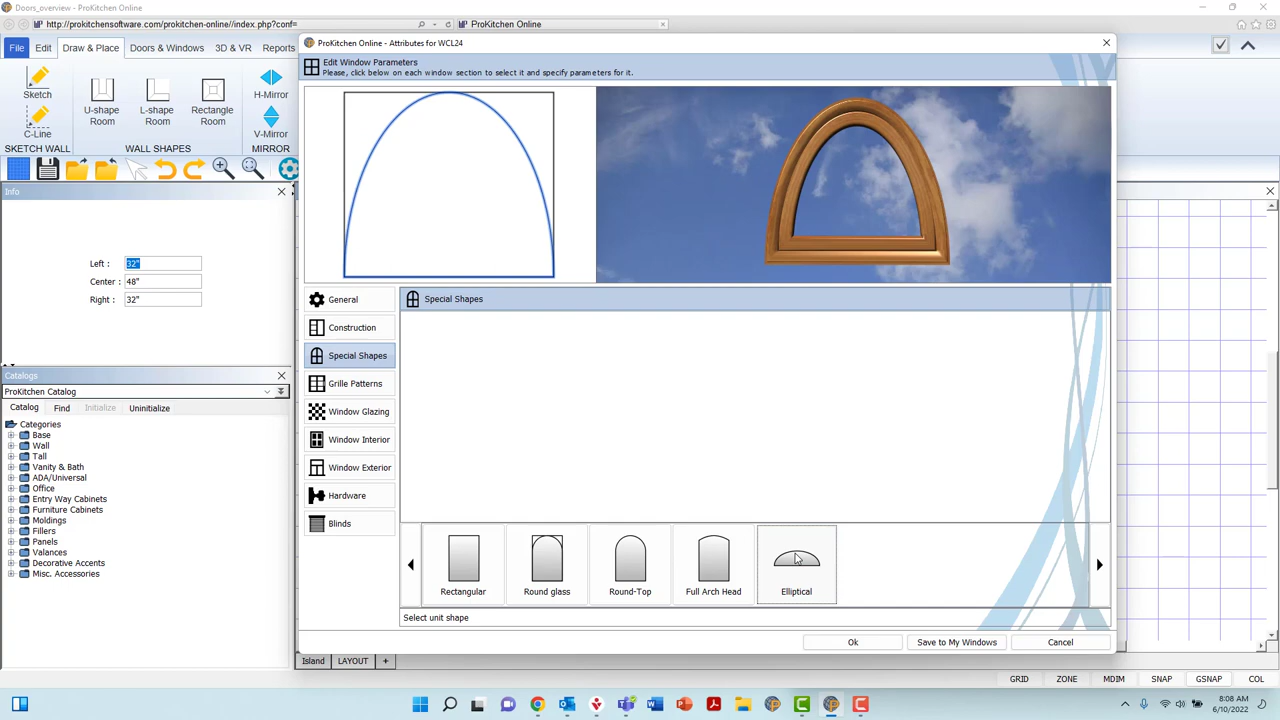 Doors_overview - ProKitchen Online
http://prokitchensoftware.com/prokitchen-online//index.php?conf=
ProKitchen Online
File Edit Draw & Place Doors & Windows 3D & VR Reports
Sketch
C-Line
SKETCH WALL
U-shape Room
L-shape Room
Rectangle Room
WALL SHAPES
H-Mirror
V-Mirror
MIRROR
Info
Left : 32"
Center : 48"
Right : 32"
Catalogs
ProKitchen Catalog
Catalog Find Initialize Uninitialize
Categories
Base
Wall
Tall
Vanity & Bath
ADA/Universal
Office
Entry Way Cabinets
Furniture Cabinets
Moldings
Fillers
Panels
Valances
Decorative Accents
Misc. Accessories
ProKitchen Online - Attributes for WCL24
Edit Window Parameters
Please, click below on each window section to select it and specify parameters for it.
General
Construction
Special Shapes
Grille Patterns
Window Glazing
Window Interior
Window Exterior
Hardware
Blinds
Special Shapes
Rectangular
Round glass
Round-Top
Full Arch Head
Elliptical
Select unit shape
Ok
Save to My Windows
Cancel
Island LAYOUT +
GRID ZONE MDIM SNAP GSNAP COL
8:08 AM
6/10/2022